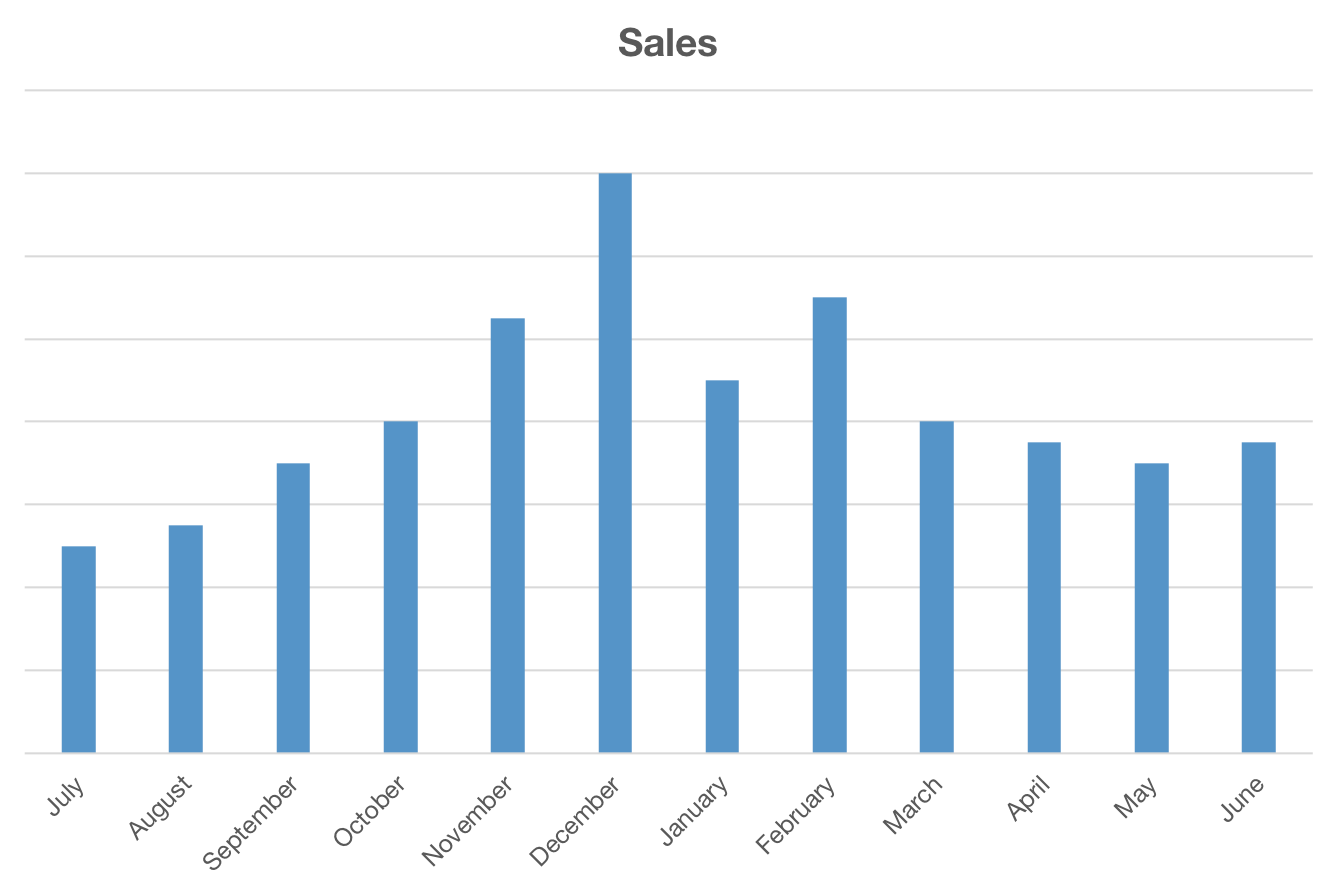 Sales
July
August
September
October
November
December
January
February
March
April
May
June